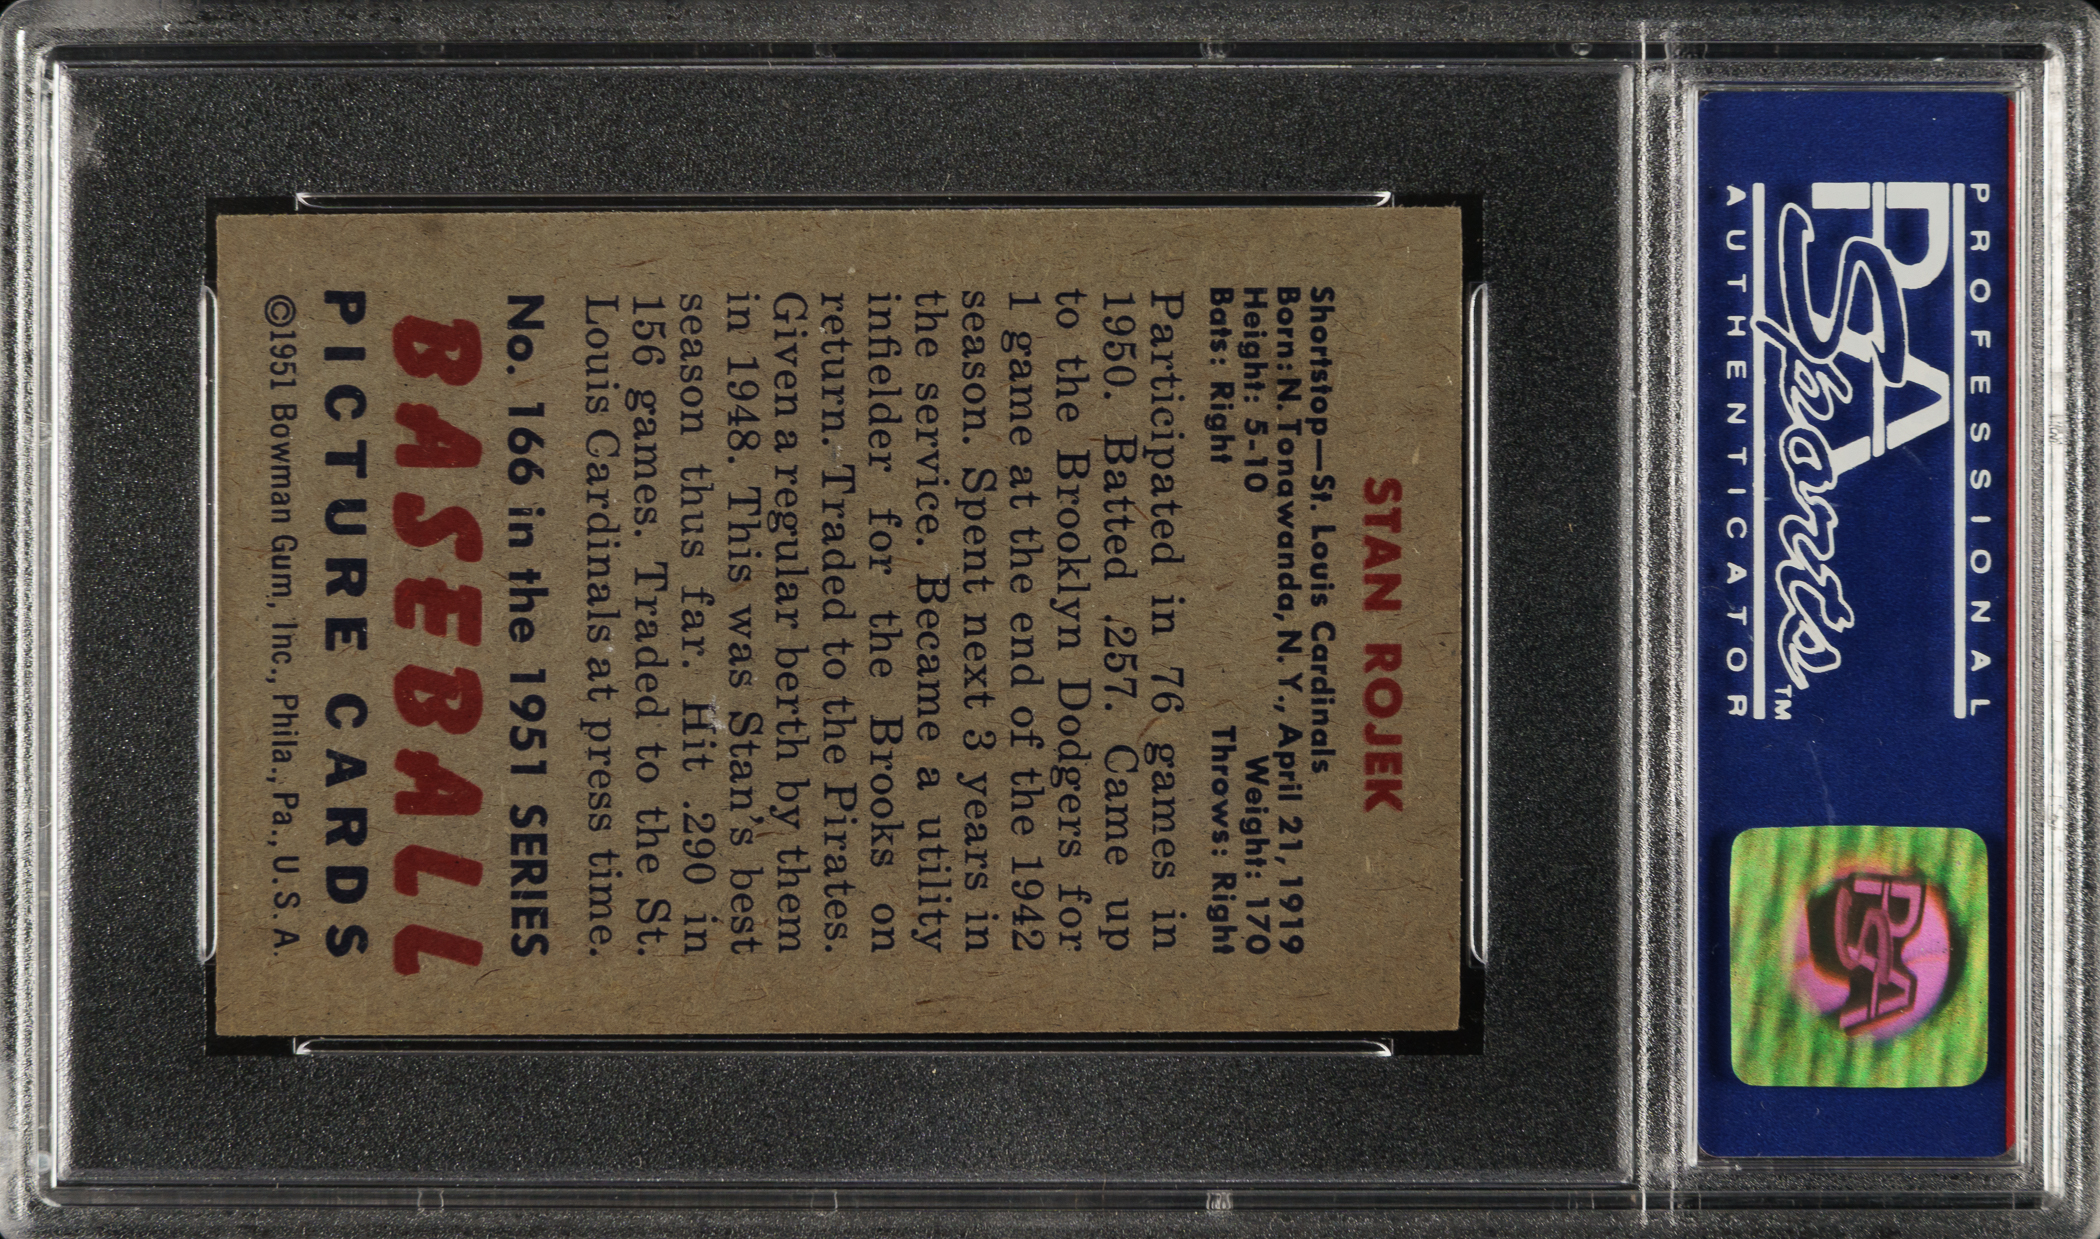 PROFESSIONAL
PSA
Sports
TM
AUTHENTICATOR
PSA
STAN ROJEK
Shortstop—St. Louis Cardinals
Born: N. Tonawanda, N. Y., April 21, 1919
Height: 5-10 Weight: 170
Bats: Right Throws: Right
Participated in 76 games in
1950. Batted .257. Came up
to the Brooklyn Dodgers for
1 game at the end of the 1942
season. Spent next 3 years in
the service. Became a utility
infielder for the Brooks on
return. Traded to the Pirates.
Given a regular berth by them
in 1948. This was Stan's best
season thus far. Hit .290 in
156 games. Traded to the St.
Louis Cardinals at press time.
No. 166 in the 1951 SERIES
BASEBALL
PICTURE CARDS
©1951 Bowman Gum, Inc., Phila., Pa., U.S.A.